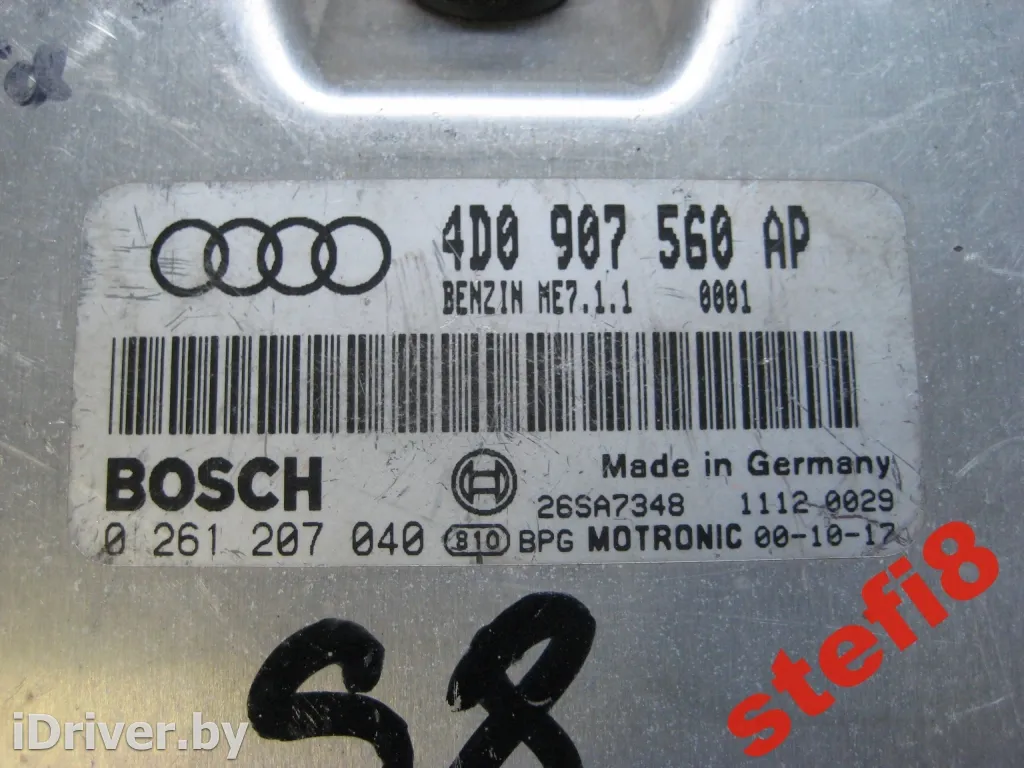 4D0 907 560 AP
BENZIN ME7.1.1 0001
BOSCH
Made in Germany
26SA7348 1112 0029
0 261 207 040 810 BPG MOTRONIC 00-10-17
S8
stefi8
iDriver.by